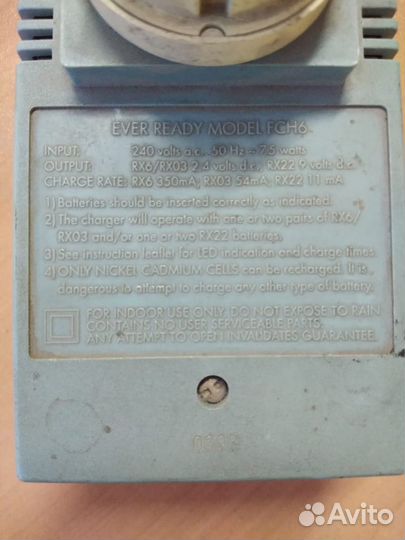 EVER READY MODEL FCH6
INPUT: 240 volts a.c. 50 Hz ~ 7.5 watts
OUTPUT: RX6/RX03 2.4 volts d.c., RX22 9 volts d.c.
CHARGE RATE: RX6 350mA, RX03 54mA, RX22 11 mA
1) Batteries should be inserted correctly as indicated.
2) The charger will operate with one or two pairs of RX6/
RX03 and/or one or two RX22 batteries.
3) See instruction leaflet for LED indication and charge times.
4) ONLY NICKEL CADMIUM CELLS can be recharged. It is
dangerous to attempt to charge any other type of battery.
FOR INDOOR USE ONLY. DO NOT EXPOSE TO RAIN
CONTAINS NO USER SERVICEABLE PARTS.
ANY ATTEMPT TO OPEN INVALIDATES GUARANTEE.
Avito